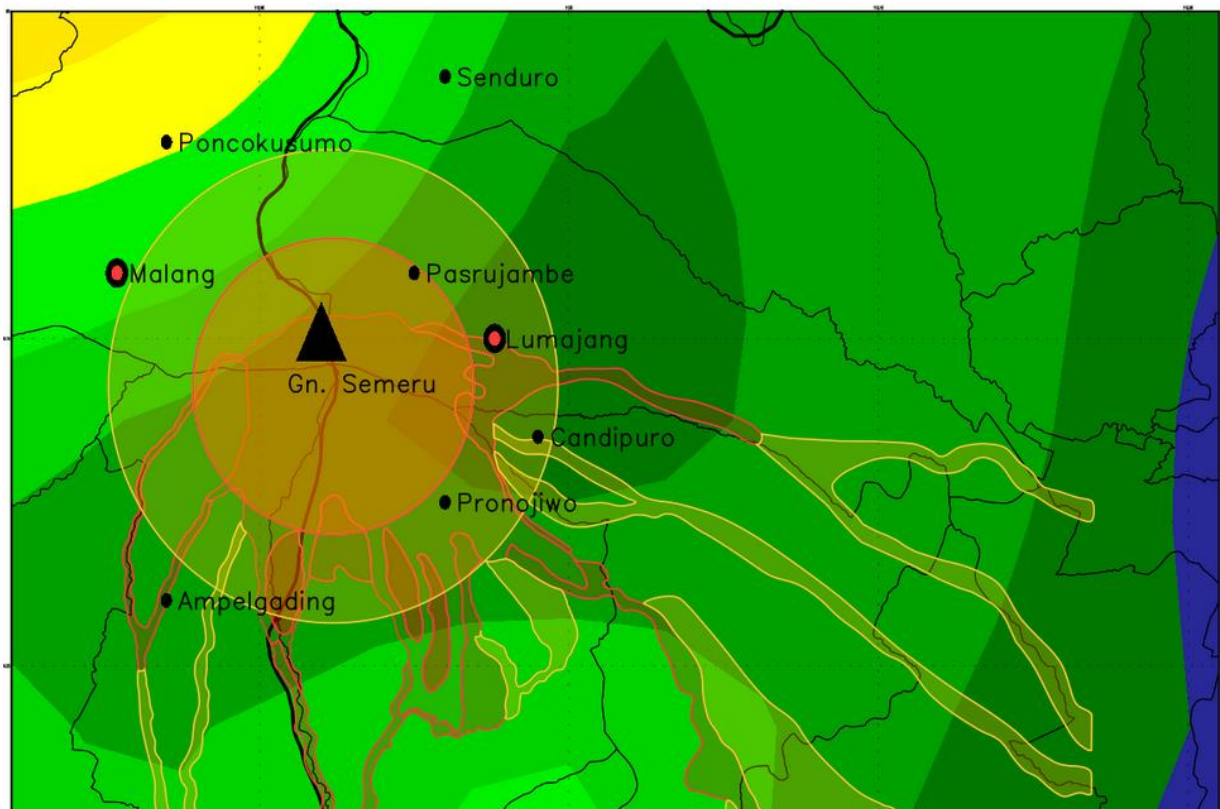 Senduro
Poncokusumo
Malang
Pasrujambe
Lumajang
Gn. Semeru
Candipuro
Pronojiwo
Ampelgading